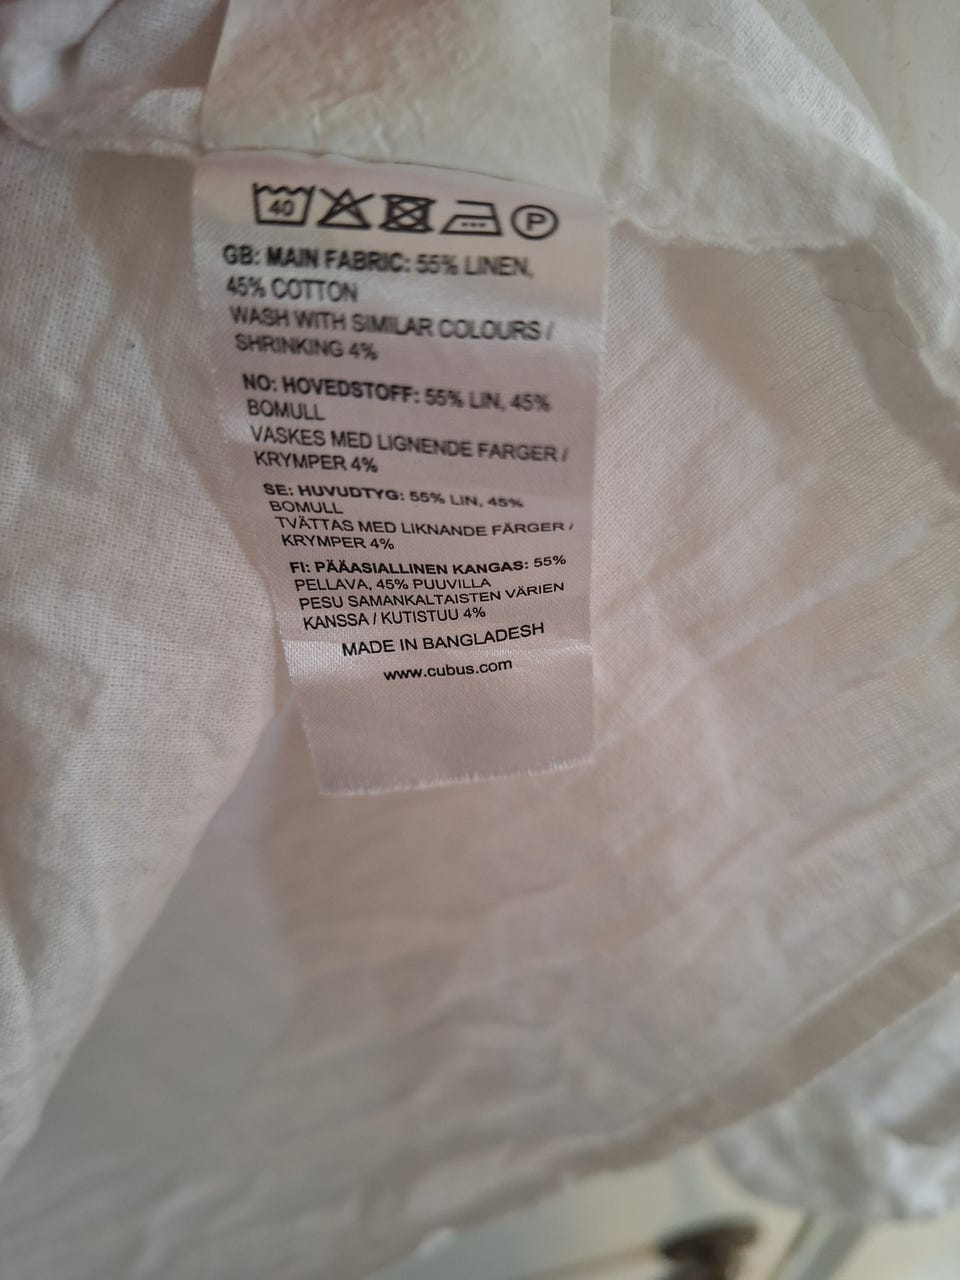 40 P
GB: MAIN FABRIC: 55% LINEN,
45% COTTON
WASH WITH SIMILAR COLOURS /
SHRINKING 4%
NO: HOVEDSTOFF: 55% LIN, 45%
BOMULL
VASKES MED LIGNENDE FARGER /
KRYMPER 4%
SE: HUVUDTYG: 55% LIN, 45%
BOMULL
TVÄTTAS MED LIKNANDE FÄRGER /
KRYMPER 4%
FI: PÄÄASIALLINEN KANGAS: 55%
PELLAVA, 45% PUUVILLA
PESU SAMANKALTAISTEN VÄRIEN
KANSSA / KUTISTUU 4%
MADE IN BANGLADESH
www.cubus.com